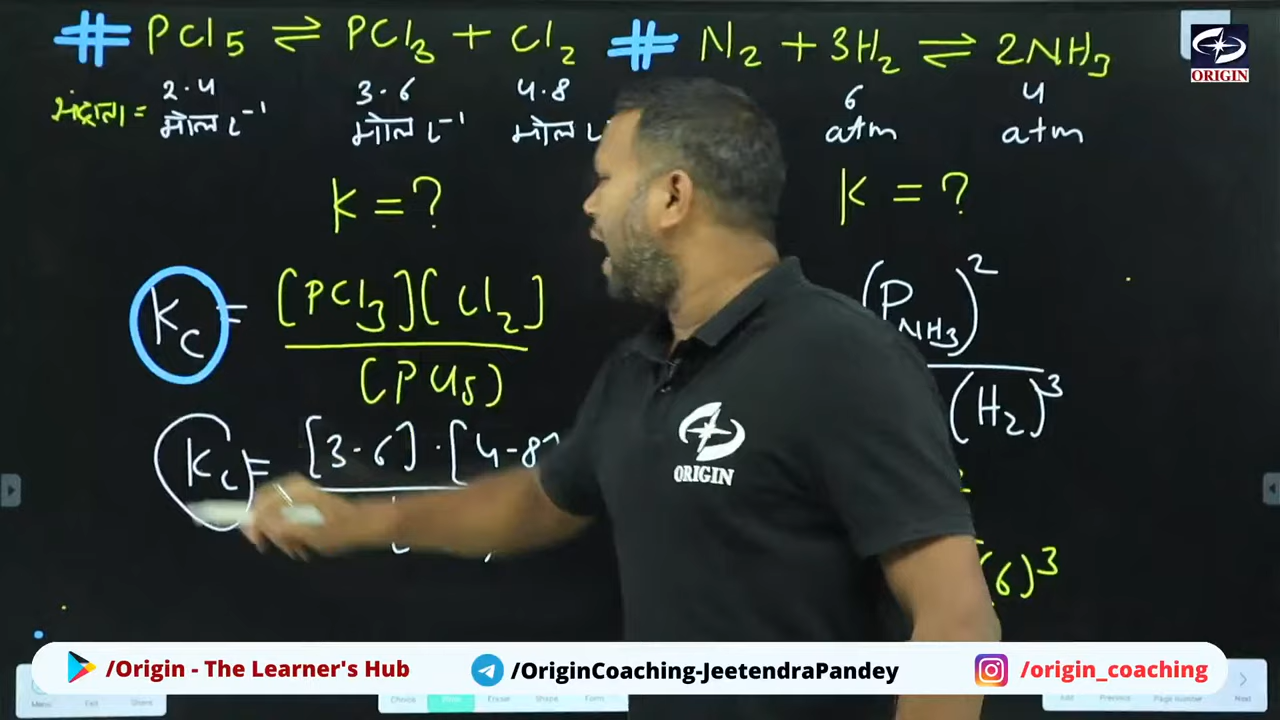 # PCl5 ⇌ PCl3 + Cl2
सांद्रता = 2.4 3.6 4.8
मोल L⁻¹ मोल L⁻¹ मोल L
K = ?
Kc = [PCl3][Cl2]
(PCl5)
Kc = [3.6].[4.8]
# N2 + 3H2 ⇌ 2NH3
6 4
atm atm
K = ?
(P NH3)²
(H2)³
(6)³
ORIGIN
ORIGIN
/Origin - The Learner's Hub
/OriginCoaching-JeetendraPandey
/origin_coaching